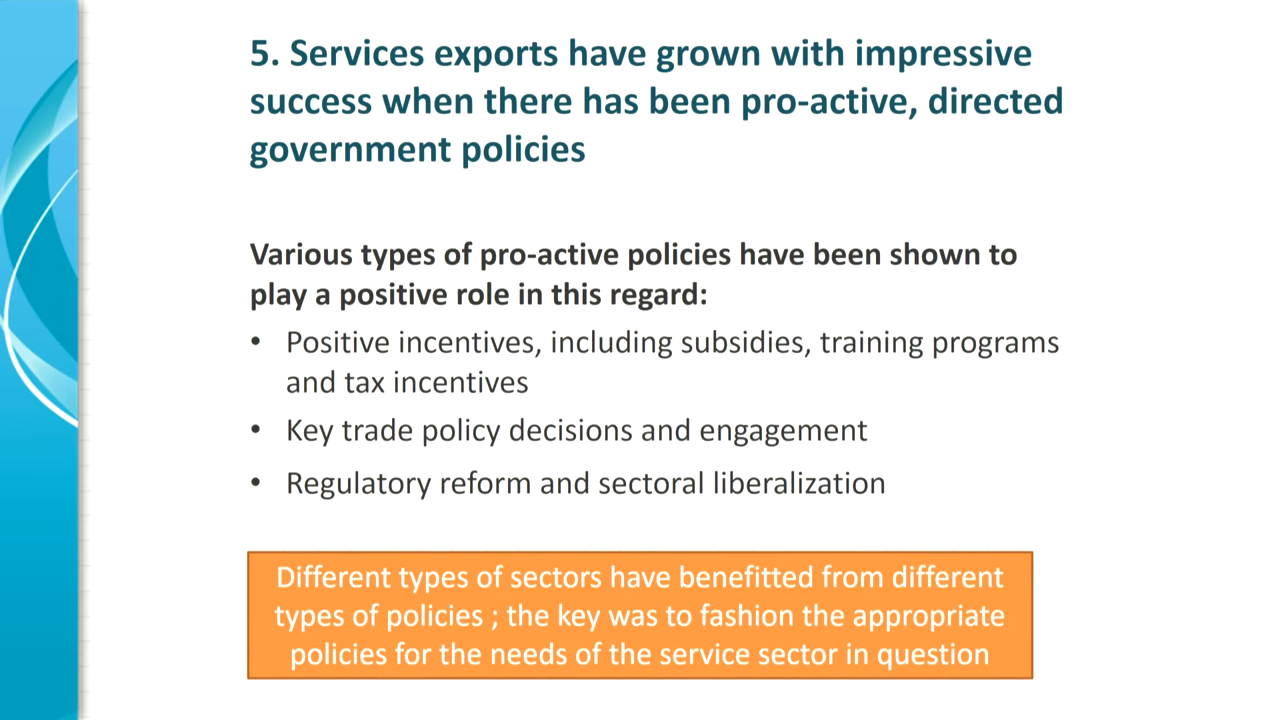 5. Services exports have grown with impressive
success when there has been pro-active, directed
government policies
Various types of pro-active policies have been shown to
play a positive role in this regard:
• Positive incentives, including subsidies, training programs
and tax incentives
• Key trade policy decisions and engagement
• Regulatory reform and sectoral liberalization
Different types of sectors have benefitted from different
types of policies ; the key was to fashion the appropriate
policies for the needs of the service sector in question